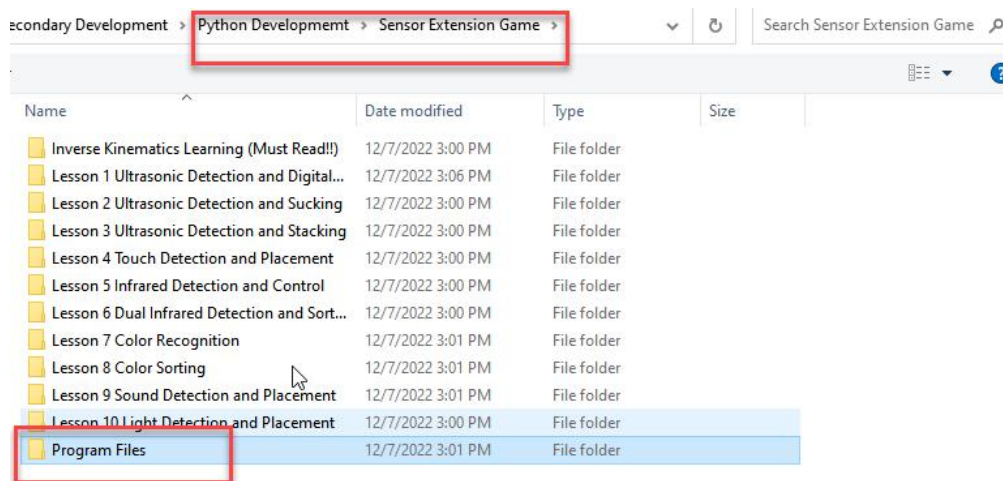 econdary Development > Python Developmemt > Sensor Extension Game > Search Sensor Extension Game
Name Date modified Type Size
Inverse Kinematics Learning (Must Read!!) 12/7/2022 3:00 PM File folder
Lesson 1 Ultrasonic Detection and Digital... 12/7/2022 3:06 PM File folder
Lesson 2 Ultrasonic Detection and Sucking 12/7/2022 3:00 PM File folder
Lesson 3 Ultrasonic Detection and Stacking 12/7/2022 3:00 PM File folder
Lesson 4 Touch Detection and Placement 12/7/2022 3:00 PM File folder
Lesson 5 Infrared Detection and Control 12/7/2022 3:00 PM File folder
Lesson 6 Dual Infrared Detection and Sort... 12/7/2022 3:00 PM File folder
Lesson 7 Color Recognition 12/7/2022 3:01 PM File folder
Lesson 8 Color Sorting 12/7/2022 3:01 PM File folder
Lesson 9 Sound Detection and Placement 12/7/2022 3:01 PM File folder
Lesson 10 Light Detection and Placement 12/7/2022 3:00 PM File folder
Program Files 12/7/2022 3:01 PM File folder